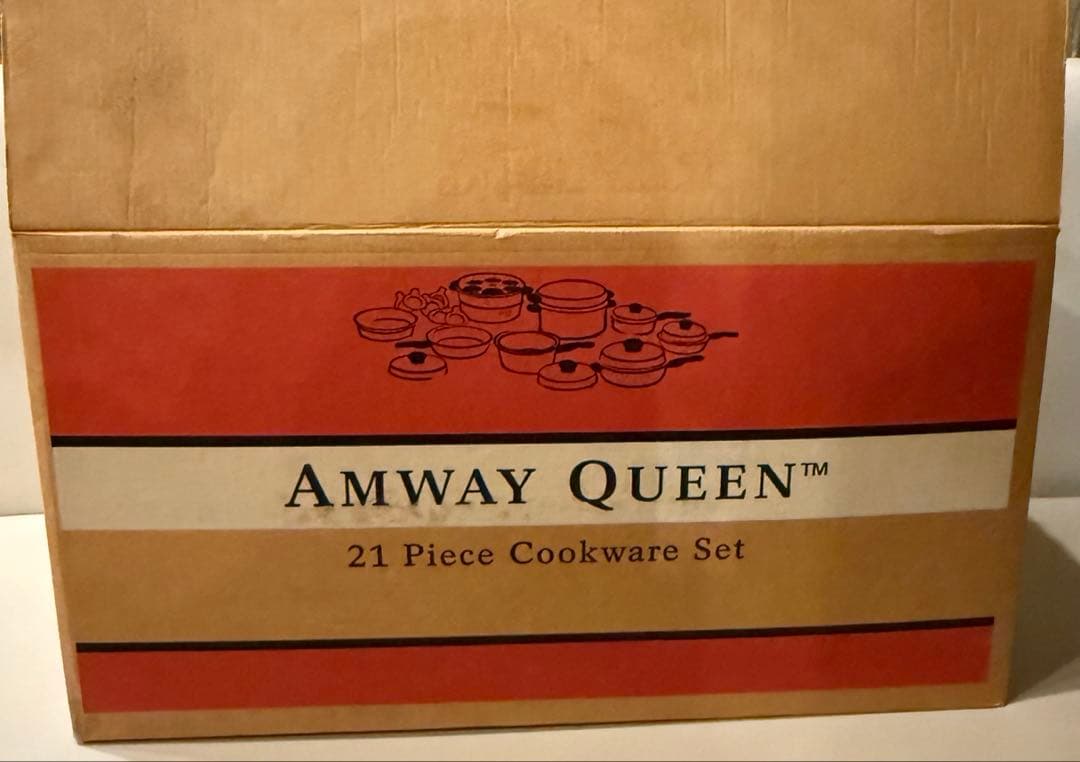 AMWAY QUEEN™
21 Piece Cookware Set